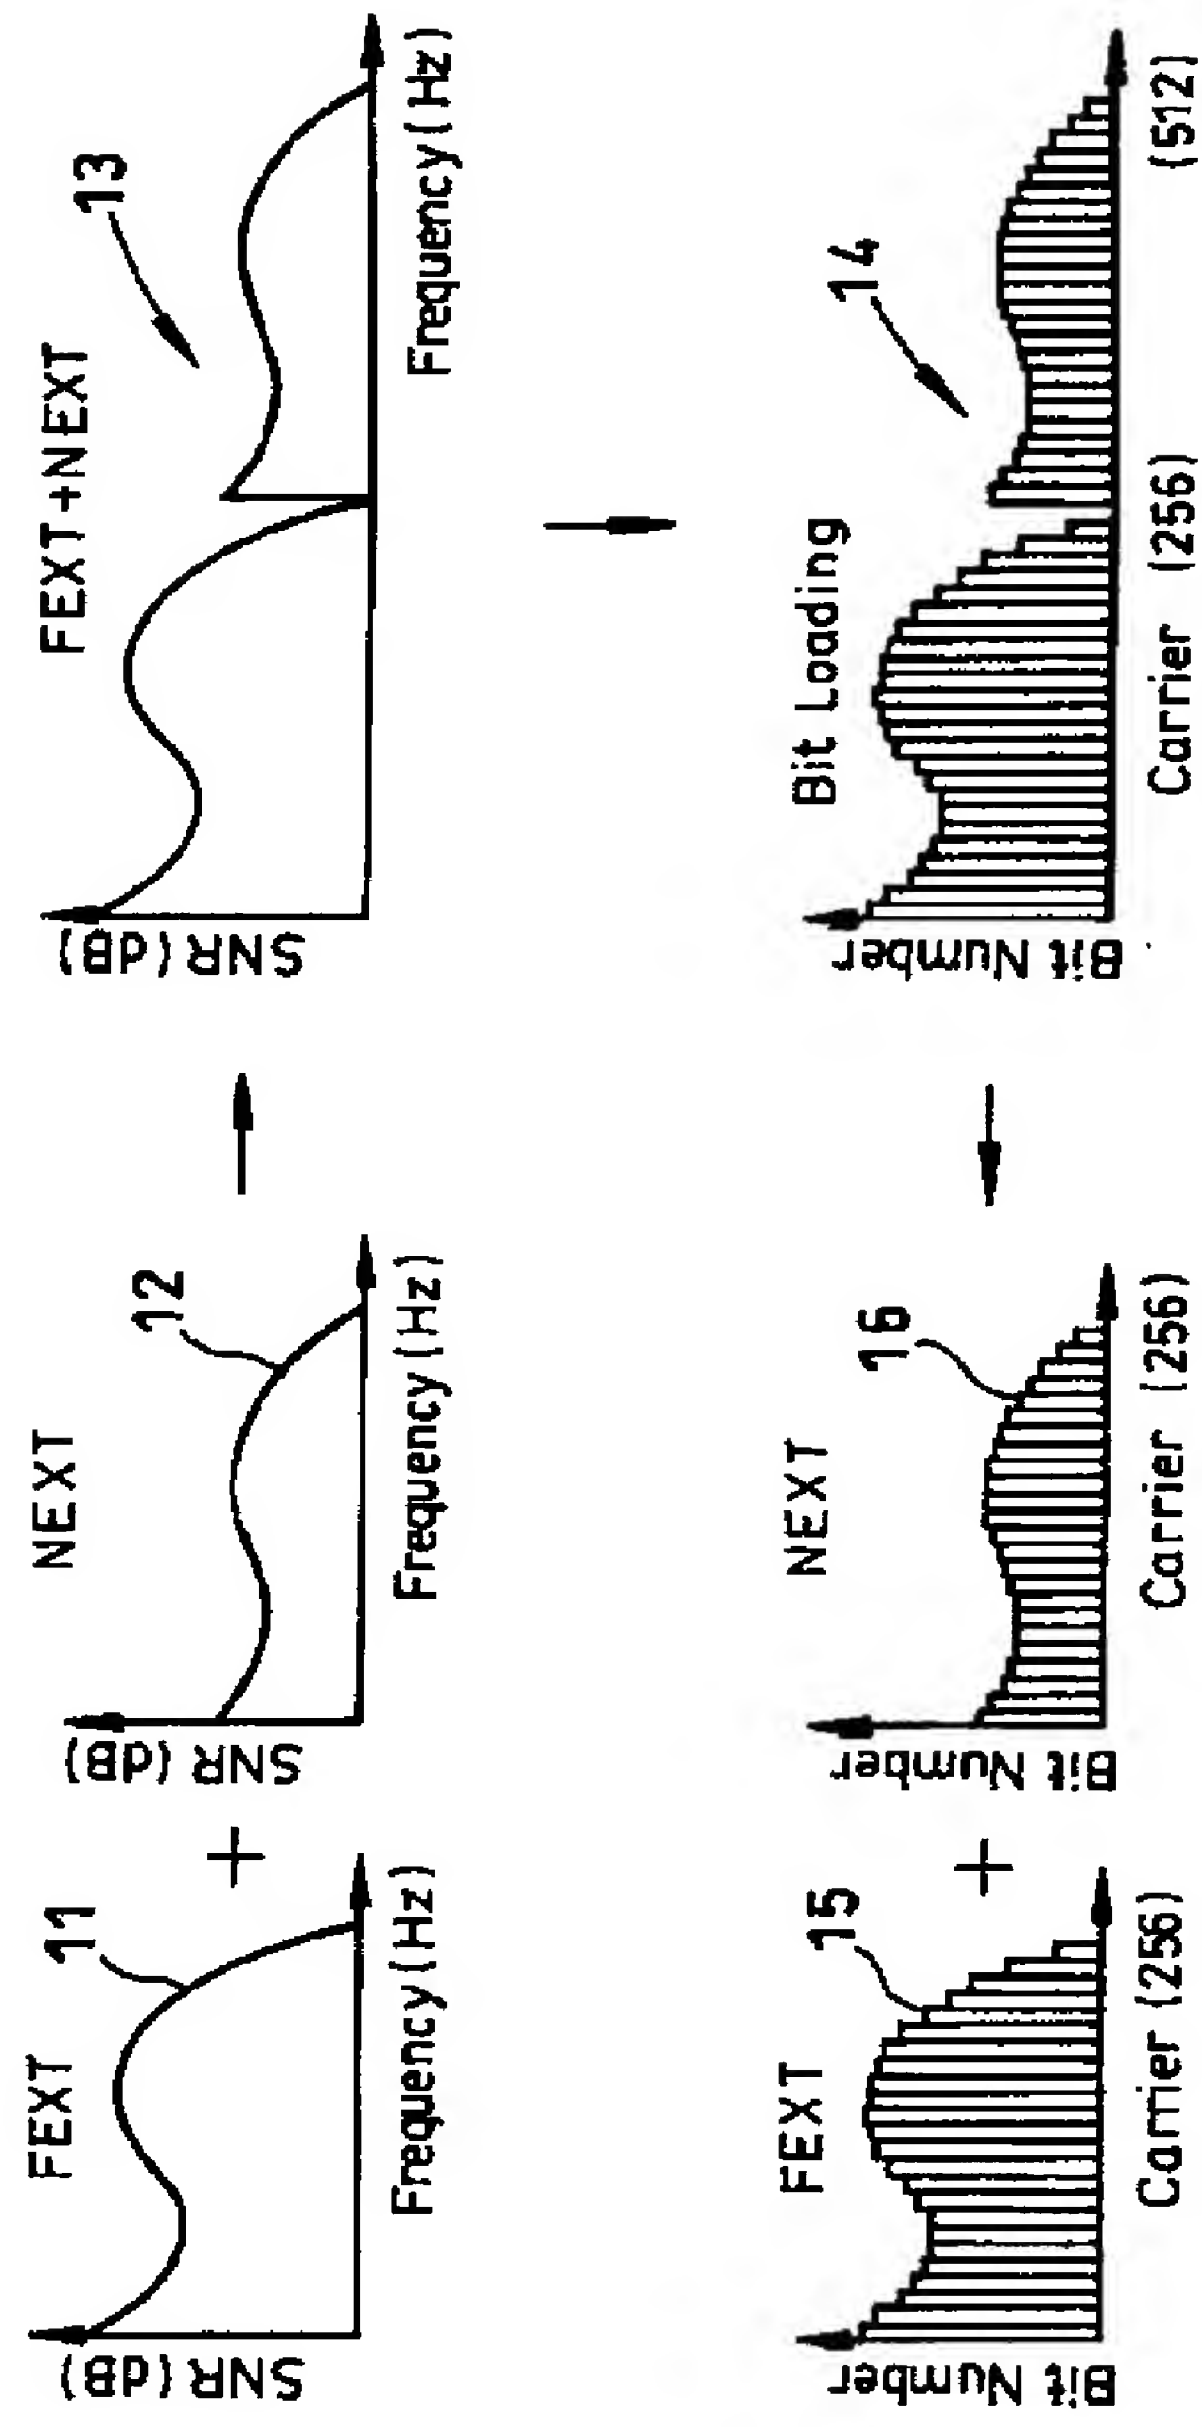 FEXT
11
SNR(dB)
Frequency(Hz)
+
NEXT
12
SNR(dB)
Frequency(Hz)
FEXT+NEXT
13
SNR(dB)
Frequency(Hz)
FEXT
15
Bit Number
Carrier (256)
+
NEXT
16
Bit Number
Carrier (256)
Bit Loading
14
Bit Number
Carrier (256) (512)